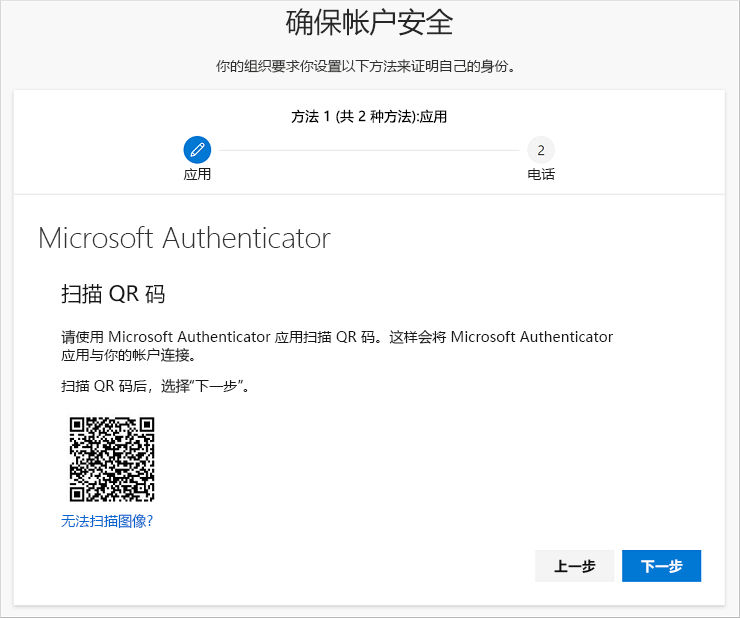 确保帐户安全
你的组织要求你设置以下方法来证明自己的身份。
方法 1 (共 2 种方法):应用
2
应用
电话
Microsoft Authenticator
扫描 QR 码
请使用 Microsoft Authenticator 应用扫描 QR 码。这样会将 Microsoft Authenticator
应用与你的帐户连接。
扫描 QR 码后，选择“下一步”。
无法扫描图像?
上一步
下一步